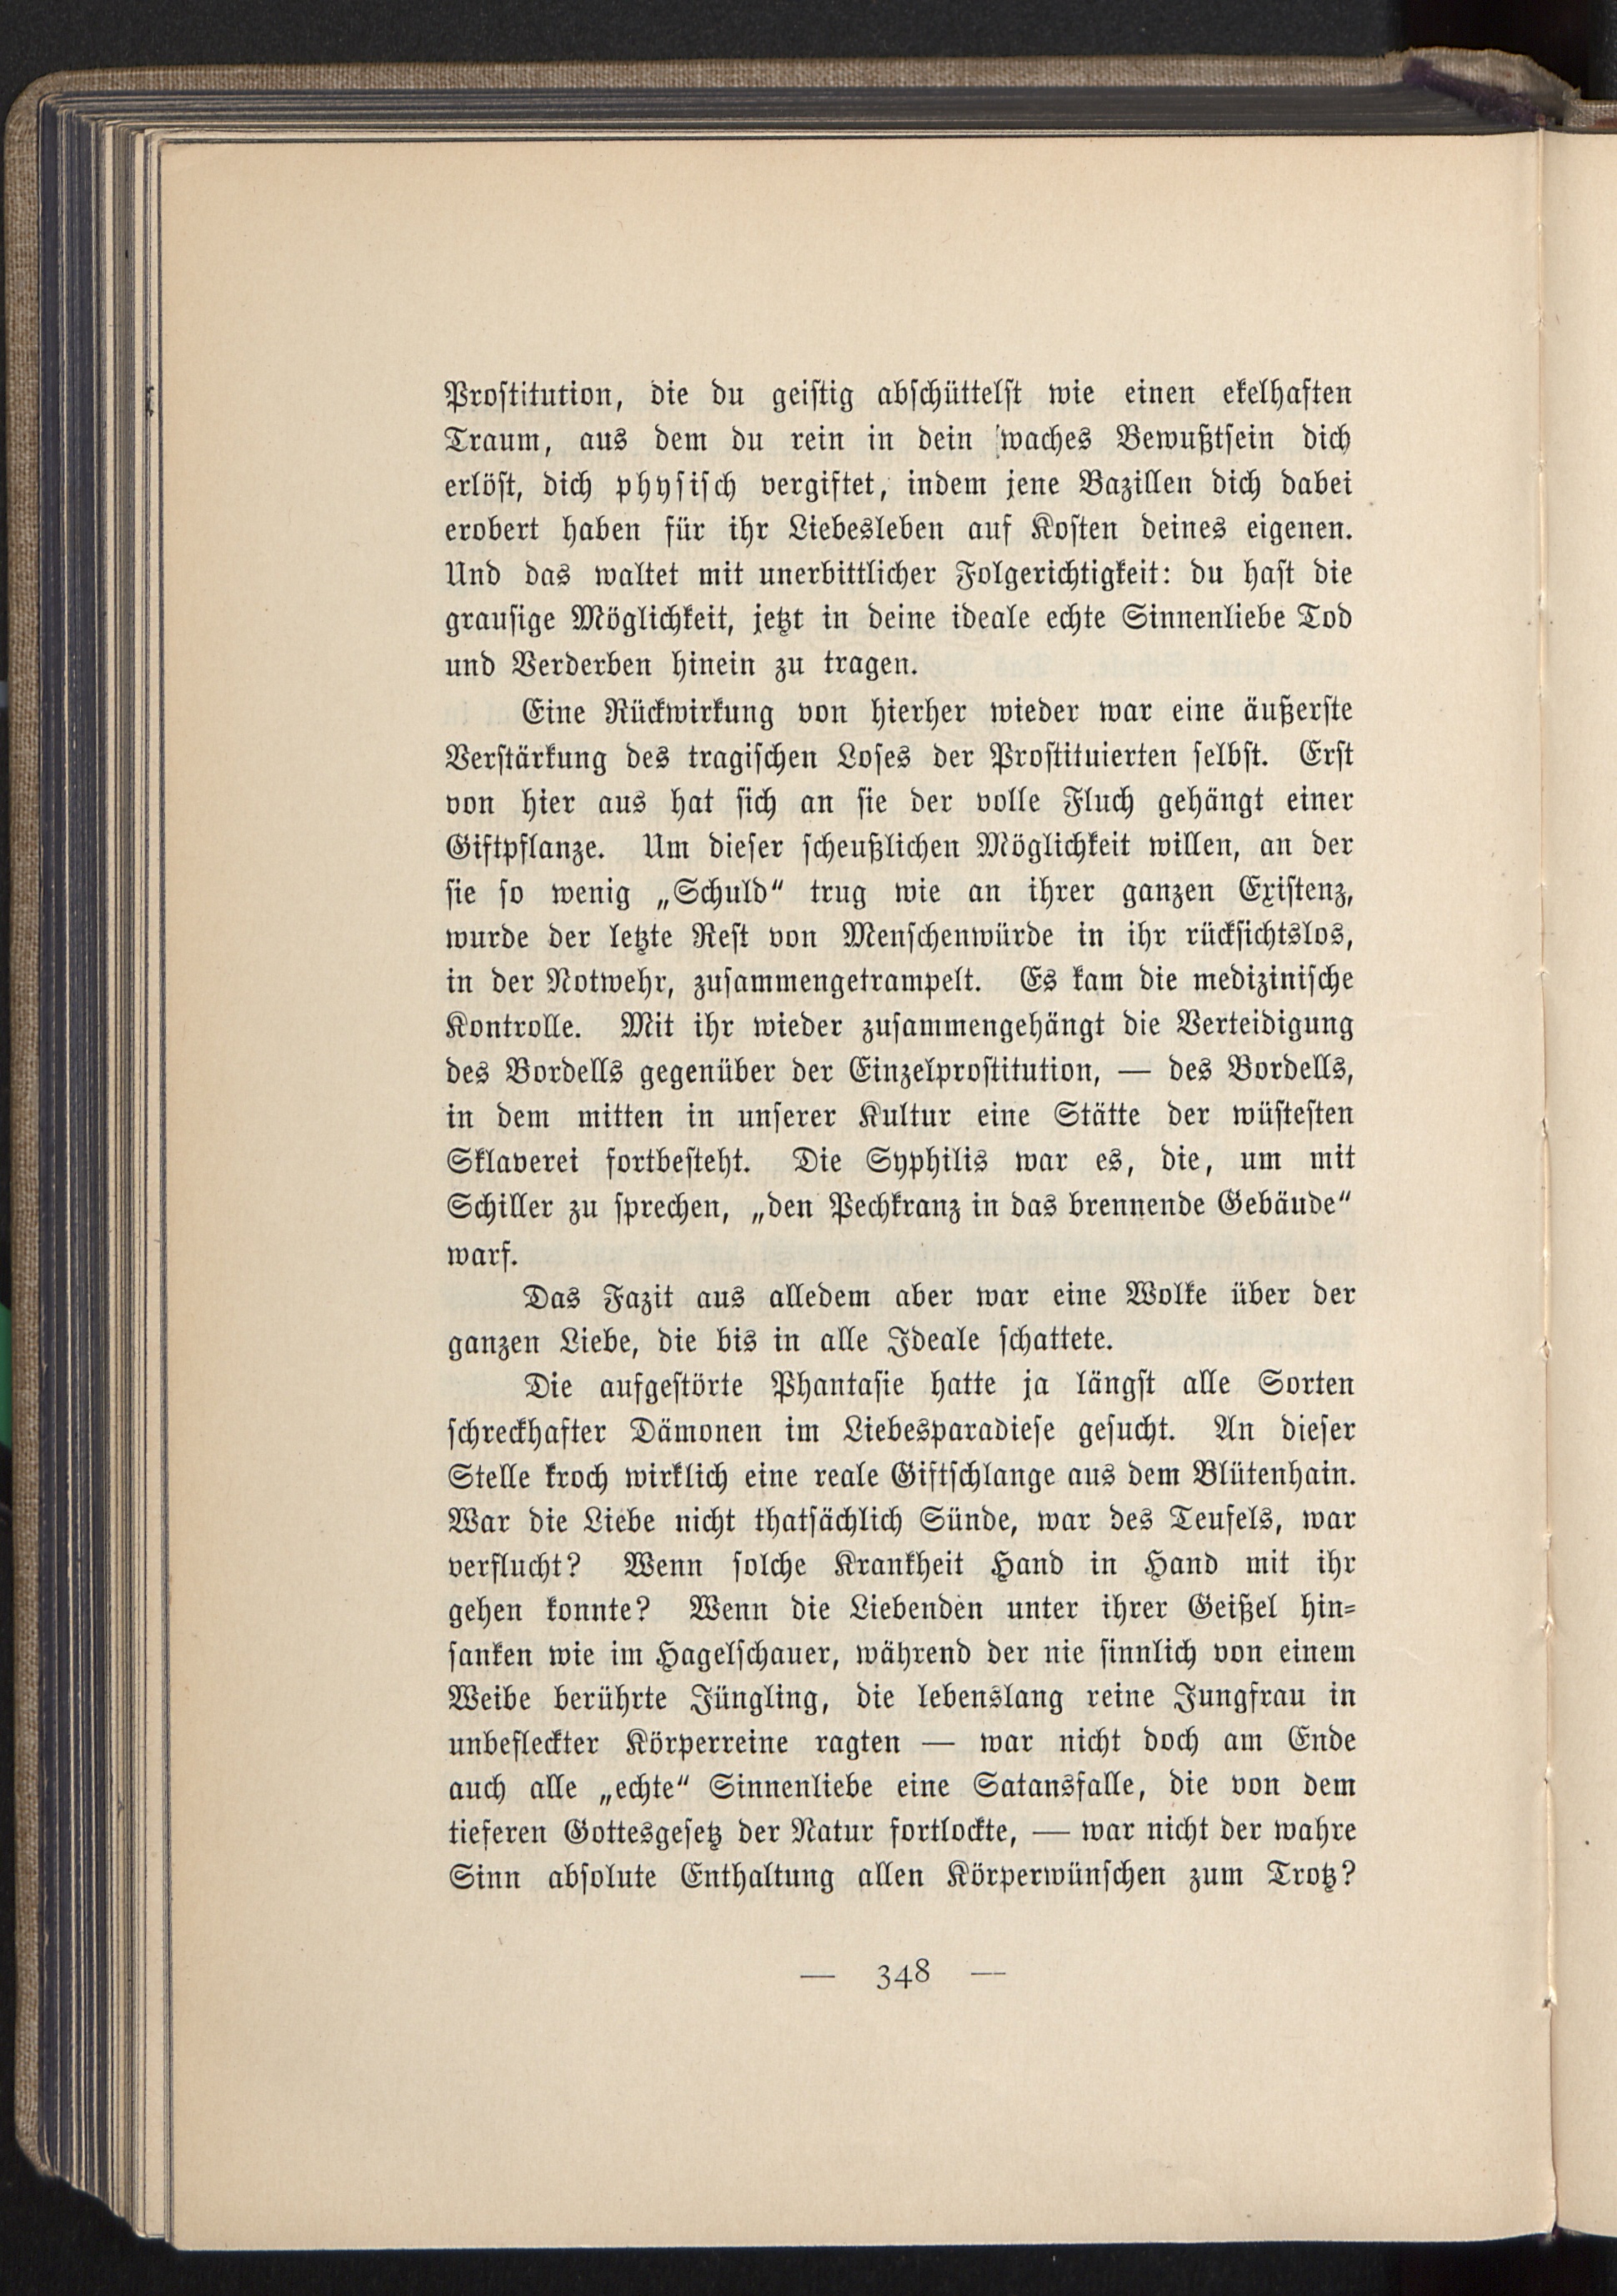 Prostitution, die du geistig abschüttelst wie einen ekelhaften
Traum, aus dem du rein in dein waches Bewußtsein dich
erlöst, dich physisch vergiftet, indem jene Bazillen dich dabei
erobert haben für ihr Liebesleben auf Kosten deines eigenen.
Und das waltet mit unerbittlicher Folgerichtigkeit: du hast die
grausige Möglichkeit, jetzt in deine ideale echte Sinnenliebe Tod
und Verderben hinein zu tragen.
Eine Rückwirkung von hierher wieder war eine äußerste
Verstärkung des tragischen Loses der Prostituierten selbst. Erst
von hier aus hat sich an sie der volle Fluch gehängt einer
Giftpflanze. Um dieser scheußlichen Möglichkeit willen, an der
sie so wenig „Schuld“ trug wie an ihrer ganzen Existenz,
wurde der letzte Rest von Menschenwürde in ihr rücksichtslos,
in der Notwehr, zusammengetrampelt. Es kam die medizinische
Kontrolle. Mit ihr wieder zusammengehängt die Verteidigung
des Bordells gegenüber der Einzelprostitution, — des Bordells,
in dem mitten in unserer Kultur eine Stätte der wüstesten
Sklaverei fortbesteht. Die Syphilis war es, die, um mit
Schiller zu sprechen, „den Pechkranz in das brennende Gebäude“
warf.
Das Fazit aus alledem aber war eine Wolke über der
ganzen Liebe, die bis in alle Ideale schattete.
Die aufgestörte Phantasie hatte ja längst alle Sorten
schreckhafter Dämonen im Liebesparadiese gesucht. An dieser
Stelle kroch wirklich eine reale Giftschlange aus dem Blütenhain.
War die Liebe nicht thatsächlich Sünde, war des Teufels, war
verflucht? Wenn solche Krankheit Hand in Hand mit ihr
gehen konnte? Wenn die Liebenden unter ihrer Geißel hin-
sanken wie im Hagelschauer, während der nie sinnlich von einem
Weibe berührte Jüngling, die lebenslang reine Jungfrau in
unbefleckter Körperreine ragten — war nicht doch am Ende
auch alle „echte“ Sinnenliebe eine Satansfalle, die von dem
tieferen Gottesgesetz der Natur fortlockte, — war nicht der wahre
Sinn absolute Enthaltung allen Körperwünschen zum Trotz?
— 348 —